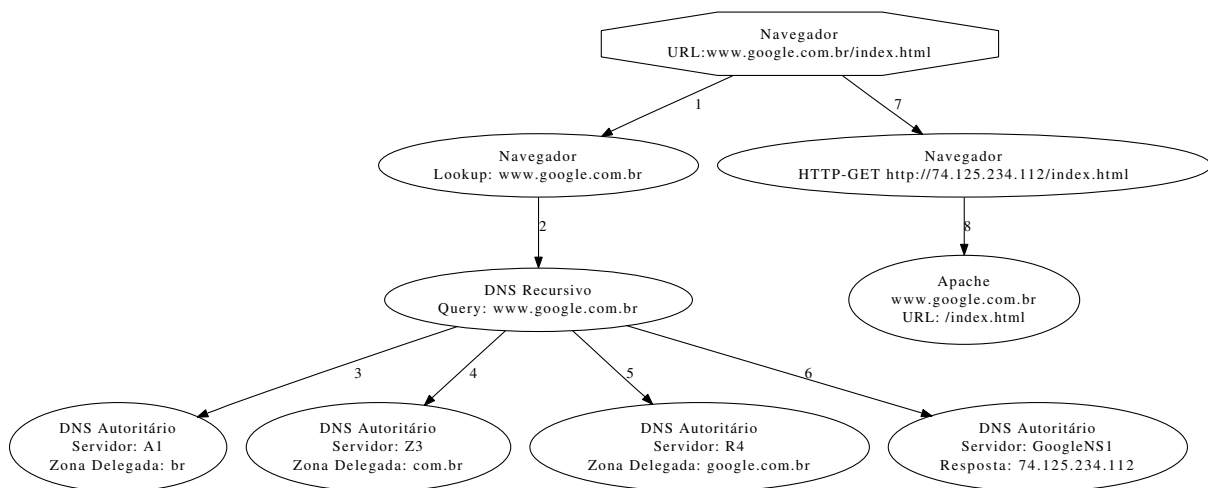 Navegador
URL:www.google.com.br/index.html
1
7
Navegador
Lookup: www.google.com.br
Navegador
HTTP-GET http://74.125.234.112/index.html
2
8
DNS Recursivo
Query: www.google.com.br
Apache
www.google.com.br
URL: /index.html
3
4
5
6
DNS Autoritário
Servidor: A1
Zona Delegada: br
DNS Autoritário
Servidor: Z3
Zona Delegada: com.br
DNS Autoritário
Servidor: R4
Zona Delegada: google.com.br
DNS Autoritário
Servidor: GoogleNS1
Resposta: 74.125.234.112